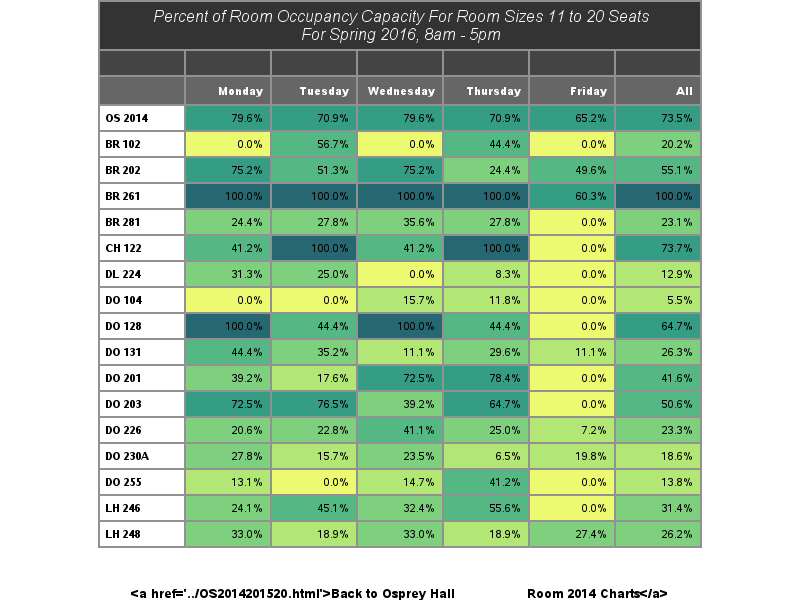 Percent of Room Occupancy Capacity For Room Sizes 11 to 20 Seats
For Spring 2016, 8am - 5pm
Monday Tuesday Wednesday Thursday Friday All
OS 2014 79.6% 70.9% 79.6% 70.9% 65.2% 73.5%
BR 102 0.0% 56.7% 0.0% 44.4% 0.0% 20.2%
BR 202 75.2% 51.3% 75.2% 24.4% 49.6% 55.1%
BR 261 100.0% 100.0% 100.0% 100.0% 60.3% 100.0%
BR 281 24.4% 27.8% 35.6% 27.8% 0.0% 23.1%
CH 122 41.2% 100.0% 41.2% 100.0% 0.0% 73.7%
DL 224 31.3% 25.0% 0.0% 8.3% 0.0% 12.9%
DO 104 0.0% 0.0% 15.7% 11.8% 0.0% 5.5%
DO 128 100.0% 44.4% 100.0% 44.4% 0.0% 64.7%
DO 131 44.4% 35.2% 11.1% 29.6% 11.1% 26.3%
DO 201 39.2% 17.6% 72.5% 78.4% 0.0% 41.6%
DO 203 72.5% 76.5% 39.2% 64.7% 0.0% 50.6%
DO 226 20.6% 22.8% 41.1% 25.0% 7.2% 23.3%
DO 230A 27.8% 15.7% 23.5% 6.5% 19.8% 18.6%
DO 255 13.1% 0.0% 14.7% 41.2% 0.0% 13.8%
LH 246 24.1% 45.1% 32.4% 55.6% 0.0% 31.4%
LH 248 33.0% 18.9% 33.0% 18.9% 27.4% 26.2%
<a href='../OS2014201520.html'>Back to Osprey Hall Room 2014 Charts</a>